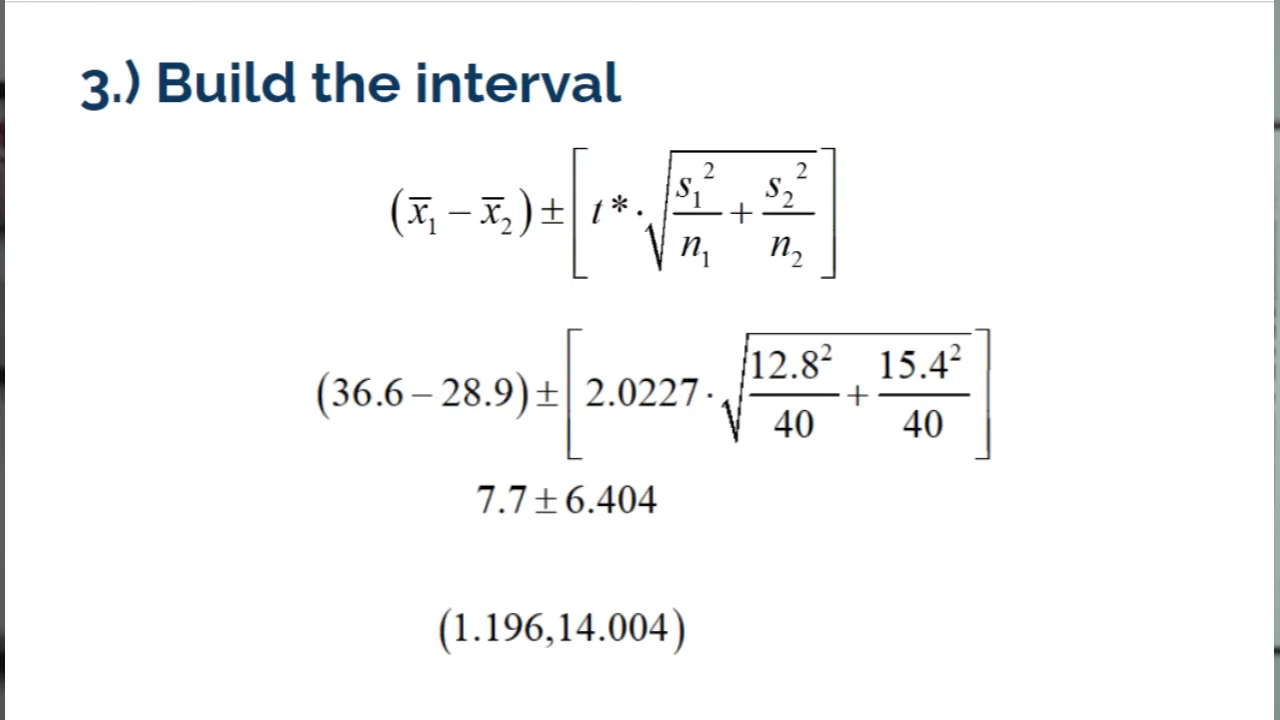 3.) Build the interval
(x̄₁ − x̄₂) ± [t* · √(s₁²/n₁ + s₂²/n₂)]
(36.6 − 28.9) ± [2.0227 · √(12.8²/40 + 15.4²/40)]
7.7 ± 6.404
(1.196,14.004)